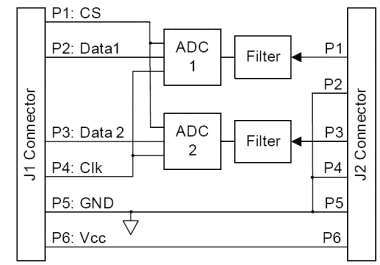 P1: CS
P2: Data1
ADC
1
Filter
P1
P2
P3: Data 2
ADC
2
Filter
P3
P4: Clk
P4
P5: GND
P5
P6: Vcc
P6
J1 Connector
J2 Connector